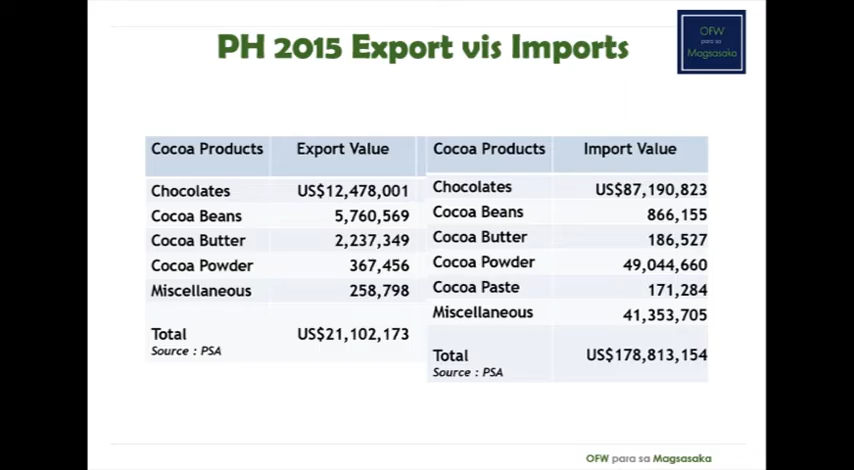 PH 2015 Export vis Imports
OFW
para sa
Magsasaka
Cocoa Products Export Value
Chocolates US$12,478,001
Cocoa Beans 5,760,569
Cocoa Butter 2,237,349
Cocoa Powder 367,456
Miscellaneous 258,798
Total US$21,102,173
Source : PSA
Cocoa Products Import Value
Chocolates US$87,190,823
Cocoa Beans 866,155
Cocoa Butter 186,527
Cocoa Powder 49,044,660
Cocoa Paste 171,284
Miscellaneous 41,353,705
Total US$178,813,154
Source : PSA
OFW para sa Magsasaka